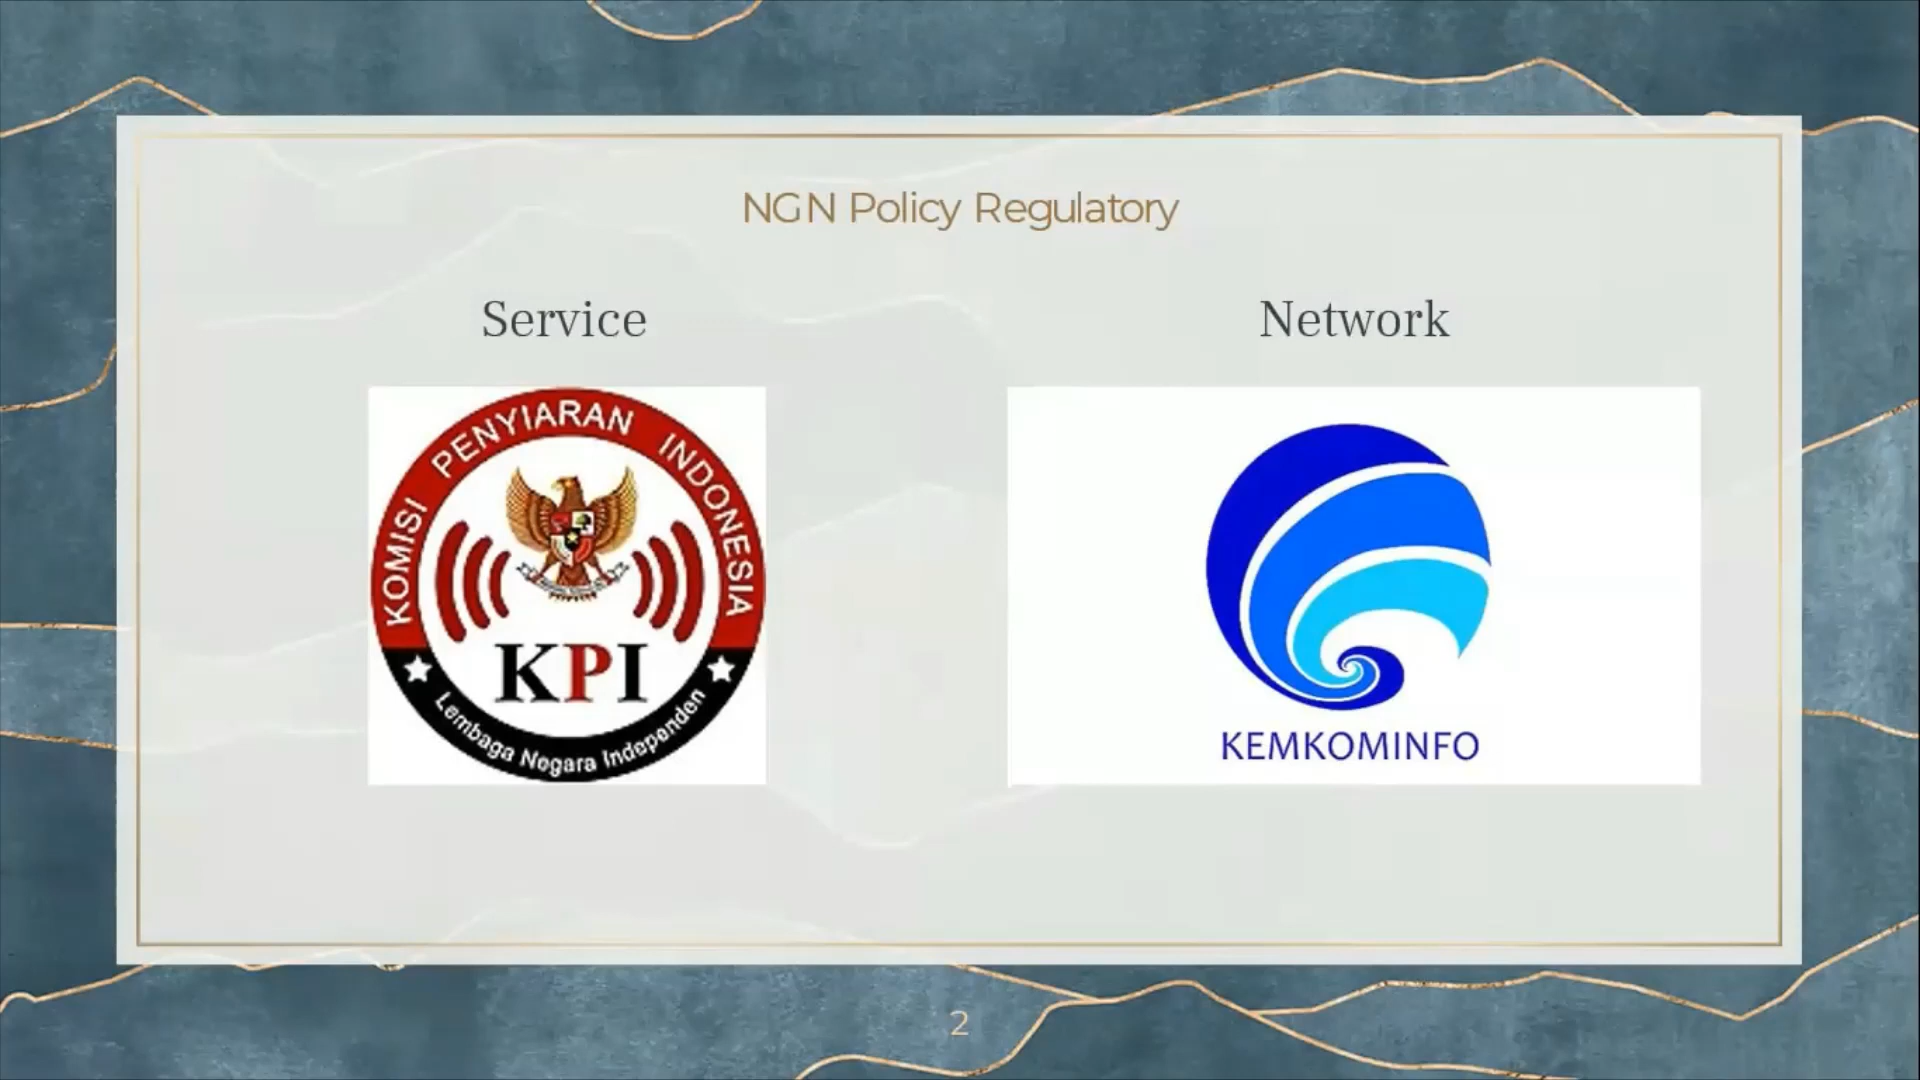 NGN Policy Regulatory
Service
Network
KOMISI PENYIARAN INDONESIA
KPI
Lembaga Negara Independen
KEMKOMINFO
2